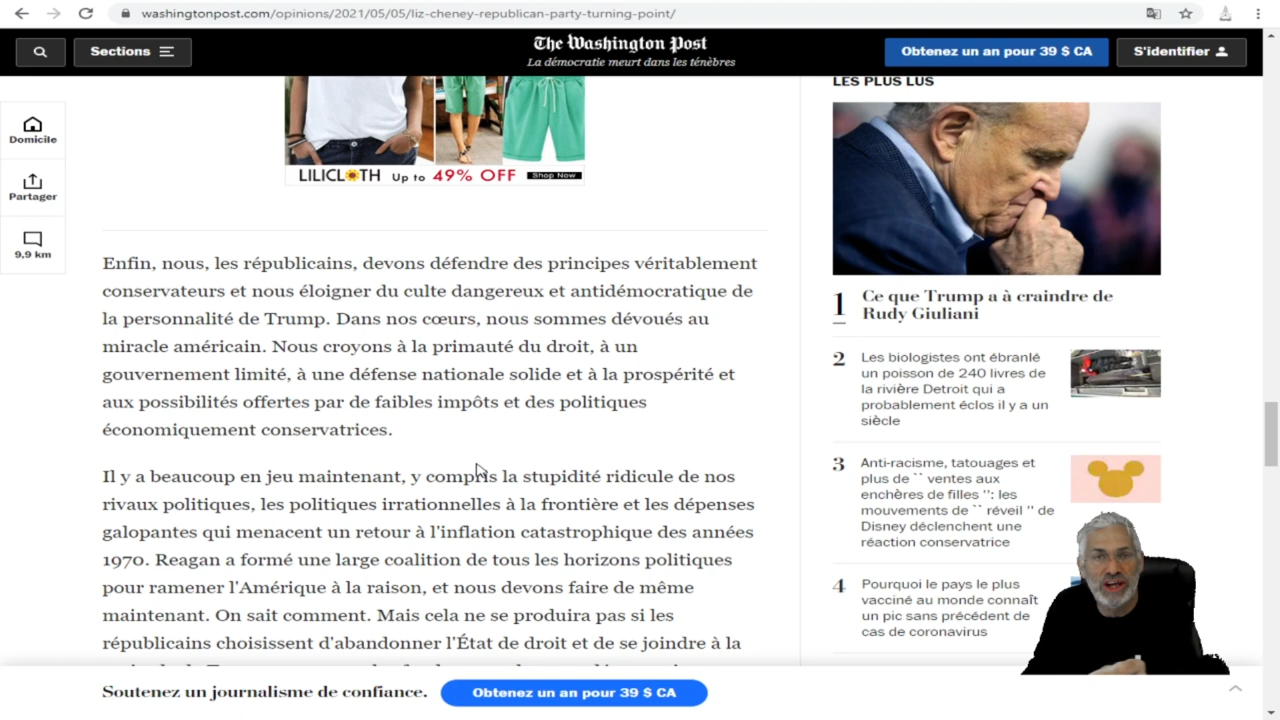 washingtonpost.com/opinions/2021/05/05/liz-cheney-republican-party-turning-point/
Sections
The Washington Post
La démocratie meurt dans les ténèbres
Obtenez un an pour 39 $ CA
S'identifier
Domicile
Partager
9,9 km
LILICLOTH Up to 49% OFF Shop Now
Enfin, nous, les républicains, devons défendre des principes véritablement
conservateurs et nous éloigner du culte dangereux et antidémocratique de
la personnalité de Trump. Dans nos cœurs, nous sommes dévoués au
miracle américain. Nous croyons à la primauté du droit, à un
gouvernement limité, à une défense nationale solide et à la prospérité et
aux possibilités offertes par de faibles impôts et des politiques
économiquement conservatrices.
Il y a beaucoup en jeu maintenant, y compris la stupidité ridicule de nos
rivaux politiques, les politiques irrationnelles à la frontière et les dépenses
galopantes qui menacent un retour à l'inflation catastrophique des années
1970. Reagan a formé une large coalition de tous les horizons politiques
pour ramener l'Amérique à la raison, et nous devons faire de même
maintenant. On sait comment. Mais cela ne se produira pas si les
républicains choisissent d'abandonner l'État de droit et de se joindre à la
LES PLUS LUS
1 Ce que Trump a à craindre de
Rudy Giuliani
2 Les biologistes ont ébranlé
un poisson de 240 livres de
la rivière Detroit qui a
probablement éclos il y a un
siècle
3 Anti-racisme, tatouages et
plus de `` ventes aux
enchères de filles '': les
mouvements de `` réveil '' de
Disney déclenchent une
réaction conservatrice
4 Pourquoi le pays le plus
vacciné au monde connaît
un pic sans précédent de
cas de coronavirus
Soutenez un journalisme de confiance.
Obtenez un an pour 39 $ CA